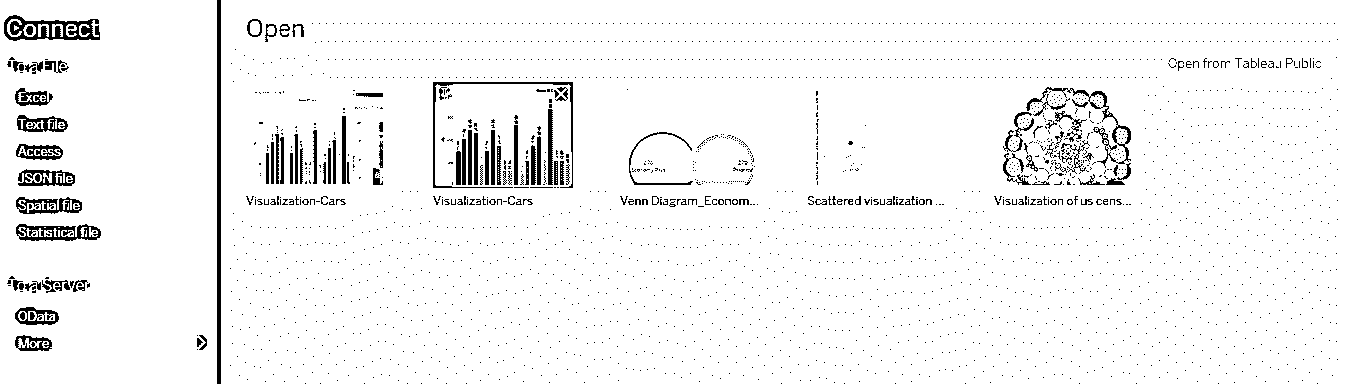 Connect
To a File
Excel
Text file
Access
JSON file
Spatial file
Statistical file
To a Server
OData
More
Open
Open from Tableau Public
Visualization-Cars
Visualization-Cars
Venn Diagram_Econom...
Scattered visualization ...
Visualization of us cens...